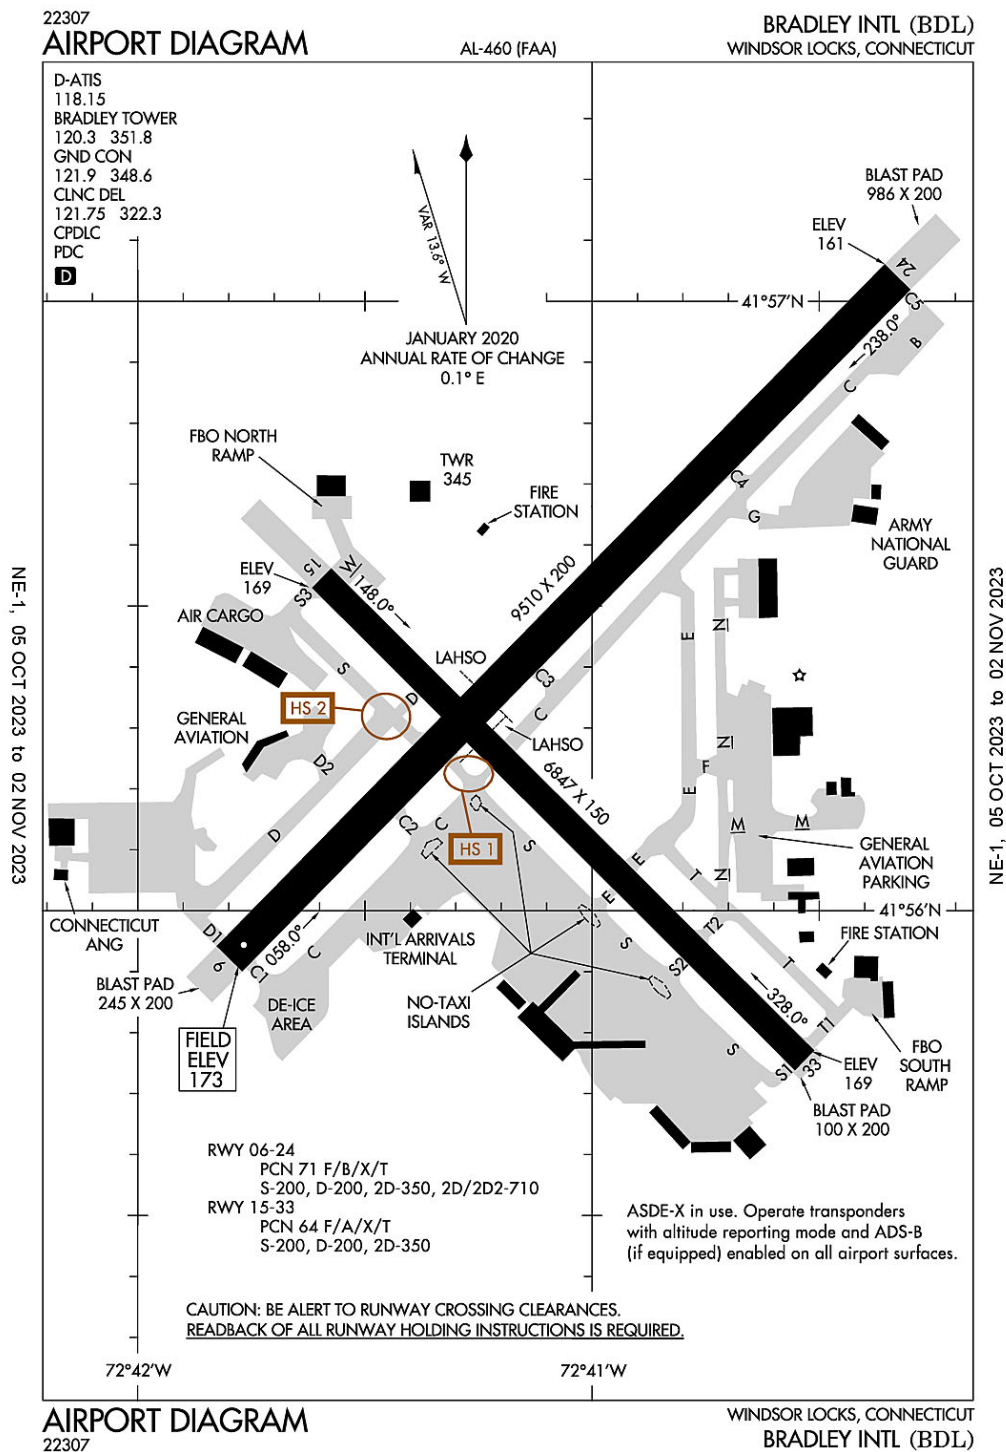 22307
AIRPORT DIAGRAM
AL-460 (FAA)
BRADLEY INTL (BDL)
WINDSOR LOCKS, CONNECTICUT
D-ATIS
118.15
BRADLEY TOWER
120.3 351.8
GND CON
121.9 348.6
CLNC DEL
121.75 322.3
CPDLC
PDC
D
VAR 13.6° W
JANUARY 2020
ANNUAL RATE OF CHANGE
0.1° E
BLAST PAD
986 X 200
ELEV
161
24
C5
41°57'N
238.0°
B
C
FBO NORTH
RAMP
TWR
345
FIRE
STATION
C4
G
ARMY
NATIONAL
GUARD
ELEV
169
15
W
S3
148.0°
9510 X 200
AIR CARGO
S
LAHSO
D
C3
C
E
N
HS 2
GENERAL
AVIATION
D2
LAHSO
6847 X 150
N
F
E
D
C2
C
HS 1
S
M
M
GENERAL
AVIATION
PARKING
E
T
N
E
41°56'N
CONNECTICUT
ANG
D1
6
C1
058.0°
C
INT'L ARRIVALS
TERMINAL
S
T2
S2
T
FIRE STATION
BLAST PAD
245 X 200
DE-ICE
AREA
NO-TAXI
ISLANDS
328.0°
T1
FIELD
ELEV
173
S
S1
33
FBO
SOUTH
RAMP
ELEV
169
BLAST PAD
100 X 200
RWY 06-24
PCN 71 F/B/X/T
S-200, D-200, 2D-350, 2D/2D2-710
RWY 15-33
PCN 64 F/A/X/T
S-200, D-200, 2D-350
ASDE-X in use. Operate transponders
with altitude reporting mode and ADS-B
(if equipped) enabled on all airport surfaces.
CAUTION: BE ALERT TO RUNWAY CROSSING CLEARANCES.
READBACK OF ALL RUNWAY HOLDING INSTRUCTIONS IS REQUIRED.
72°42'W
72°41'W
NE-1, 05 OCT 2023 to 02 NOV 2023
NE-1, 05 OCT 2023 to 02 NOV 2023
AIRPORT DIAGRAM
22307
WINDSOR LOCKS, CONNECTICUT
BRADLEY INTL (BDL)